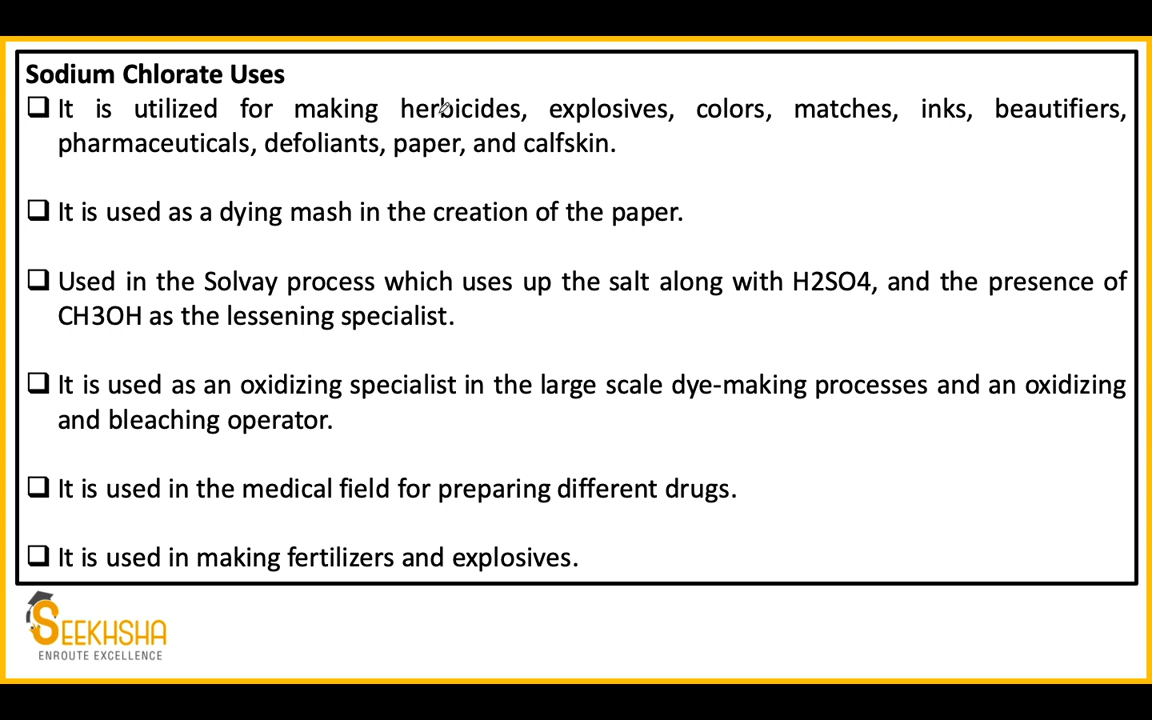 Sodium Chlorate Uses
❑ It is utilized for making herbicides, explosives, colors, matches, inks, beautifiers,
pharmaceuticals, defoliants, paper, and calfskin.
❑ It is used as a dying mash in the creation of the paper.
❑ Used in the Solvay process which uses up the salt along with H2SO4, and the presence of
CH3OH as the lessening specialist.
❑ It is used as an oxidizing specialist in the large scale dye-making processes and an oxidizing
and bleaching operator.
❑ It is used in the medical field for preparing different drugs.
❑ It is used in making fertilizers and explosives.
SEEKHSHA
ENROUTE EXCELLENCE